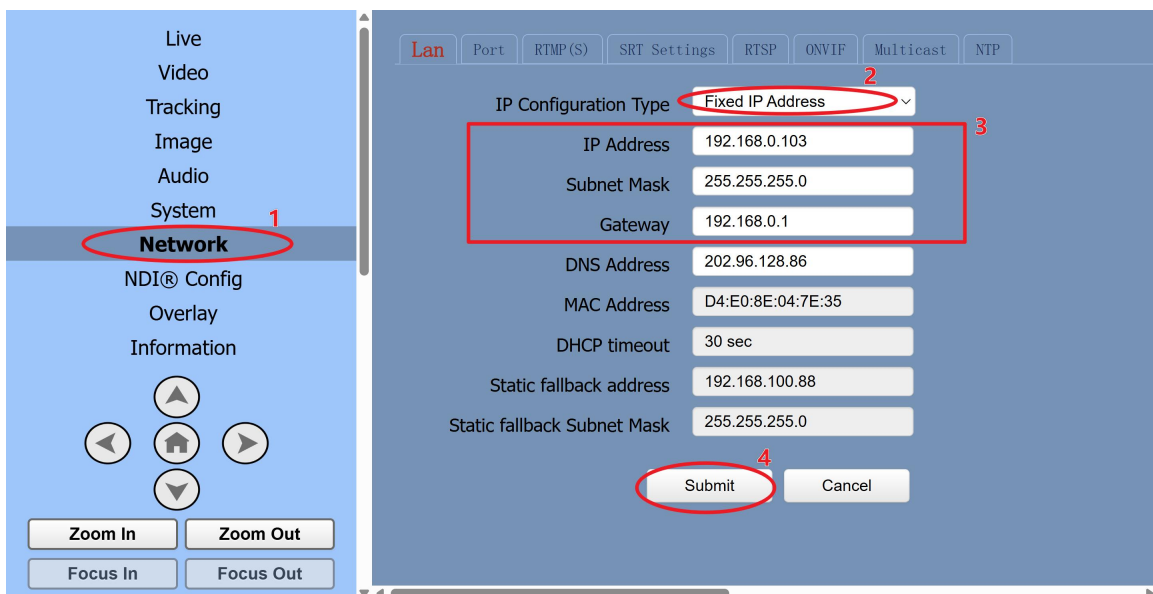 Live
Video
Tracking
Image
Audio
System
1
Network
NDI® Config
Overlay
Information
Zoom In Zoom Out
Focus In Focus Out
Lan Port RTMP(S) SRT Settings RTSP ONVIF Multicast NTP
2
IP Configuration Type Fixed IP Address
3
IP Address 192.168.0.103
Subnet Mask 255.255.255.0
Gateway 192.168.0.1
DNS Address 202.96.128.86
MAC Address D4:E0:8E:04:7E:35
DHCP timeout 30 sec
Static fallback address 192.168.100.88
Static fallback Subnet Mask 255.255.255.0
4
Submit Cancel